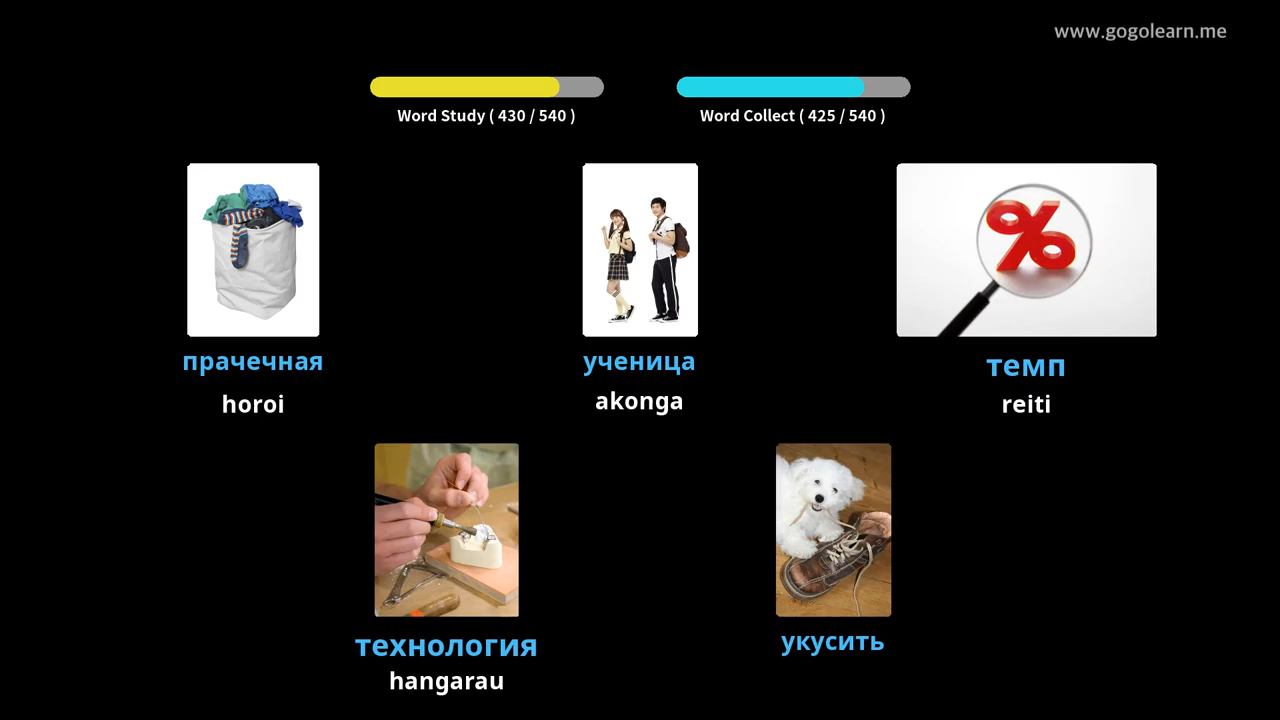 www.gogolearn.me
Word Study ( 430 / 540 )
Word Collect ( 425 / 540 )
прачечная
horoi
ученица
akonga
%
темп
reiti
технология
hangarau
укусить